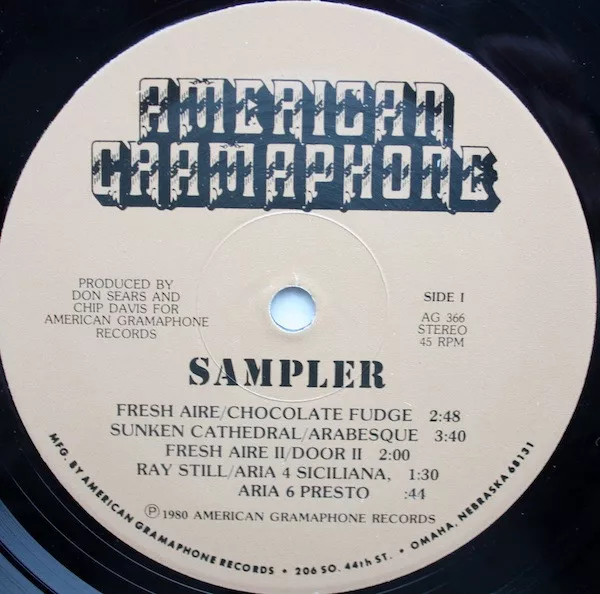 AMERICAN
GRAMAPHONE
PRODUCED BY
DON SEARS AND
CHIP DAVIS FOR
AMERICAN GRAMAPHONE
RECORDS
SIDE I
AG 366
STEREO
45 RPM
SAMPLER
FRESH AIRE/CHOCOLATE FUDGE 2:48
SUNKEN CATHEDRAL/ARABESQUE 3:40
FRESH AIRE II/DOOR II 2:00
RAY STILL/ARIA 4 SICILIANA, 1:30
ARIA 6 PRESTO :44
Ⓟ 1980 AMERICAN GRAMAPHONE RECORDS
MFG. BY AMERICAN GRAMAPHONE RECORDS • 206 SO. 44th ST. • OMAHA, NEBRASKA 68131